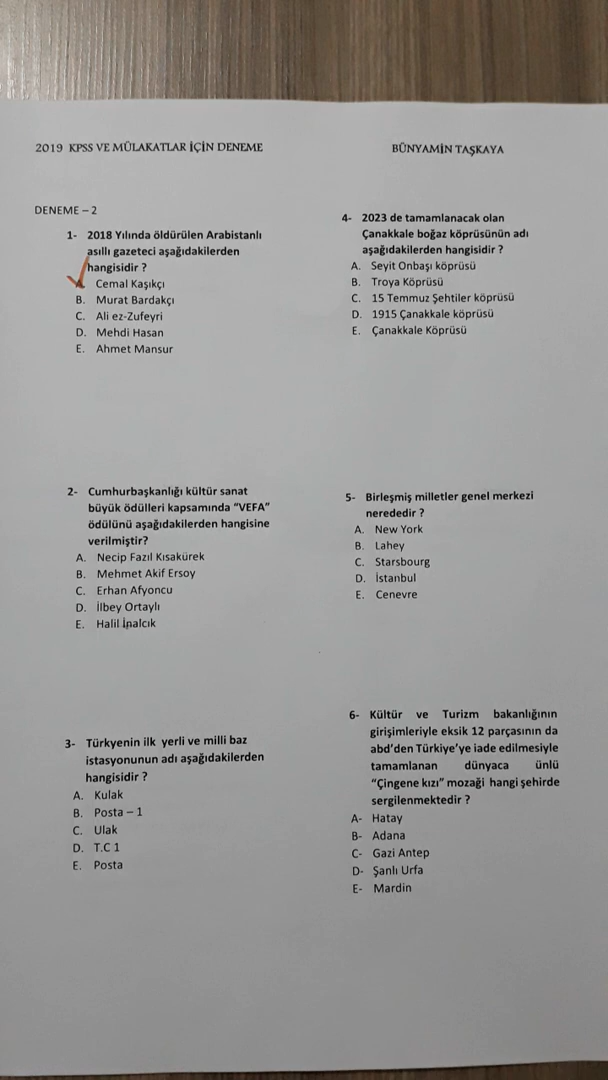 2019 KPSS VE MÜLAKATLAR İÇİN DENEME
BÜNYAMİN TAŞKAYA
DENEME – 2
1- 2018 Yılında öldürülen Arabistanlı
asıllı gazeteci aşağıdakilerden
hangisidir ?
A. Cemal Kaşıkçı
B. Murat Bardakçı
C. Ali ez-Zufeyri
D. Mehdi Hasan
E. Ahmet Mansur
2- Cumhurbaşkanlığı kültür sanat
büyük ödülleri kapsamında “VEFA”
ödülünü aşağıdakilerden hangisine
verilmiştir?
A. Necip Fazıl Kısakürek
B. Mehmet Akif Ersoy
C. Erhan Afyoncu
D. İlbey Ortaylı
E. Halil İnalcık
3- Türkyenin ilk yerli ve milli baz
istasyonunun adı aşağıdakilerden
hangisidir ?
A. Kulak
B. Posta – 1
C. Ulak
D. T.C 1
E. Posta
4- 2023 de tamamlanacak olan
Çanakkale boğaz köprüsünün adı
aşağıdakilerden hangisidir ?
A. Seyit Onbaşı köprüsü
B. Troya Köprüsü
C. 15 Temmuz Şehtiler köprüsü
D. 1915 Çanakkale köprüsü
E. Çanakkale Köprüsü
5- Birleşmiş milletler genel merkezi
nerededir ?
A. New York
B. Lahey
C. Starsbourg
D. İstanbul
E. Cenevre
6- Kültür ve Turizm bakanlığının
girişimleriyle eksik 12 parçasının da
abd’den Türkiye’ye iade edilmesiyle
tamamlanan dünyaca ünlü
“Çingene kızı” mozaği hangi şehirde
sergilenmektedir ?
A- Hatay
B- Adana
C- Gazi Antep
D- Şanlı Urfa
E- Mardin